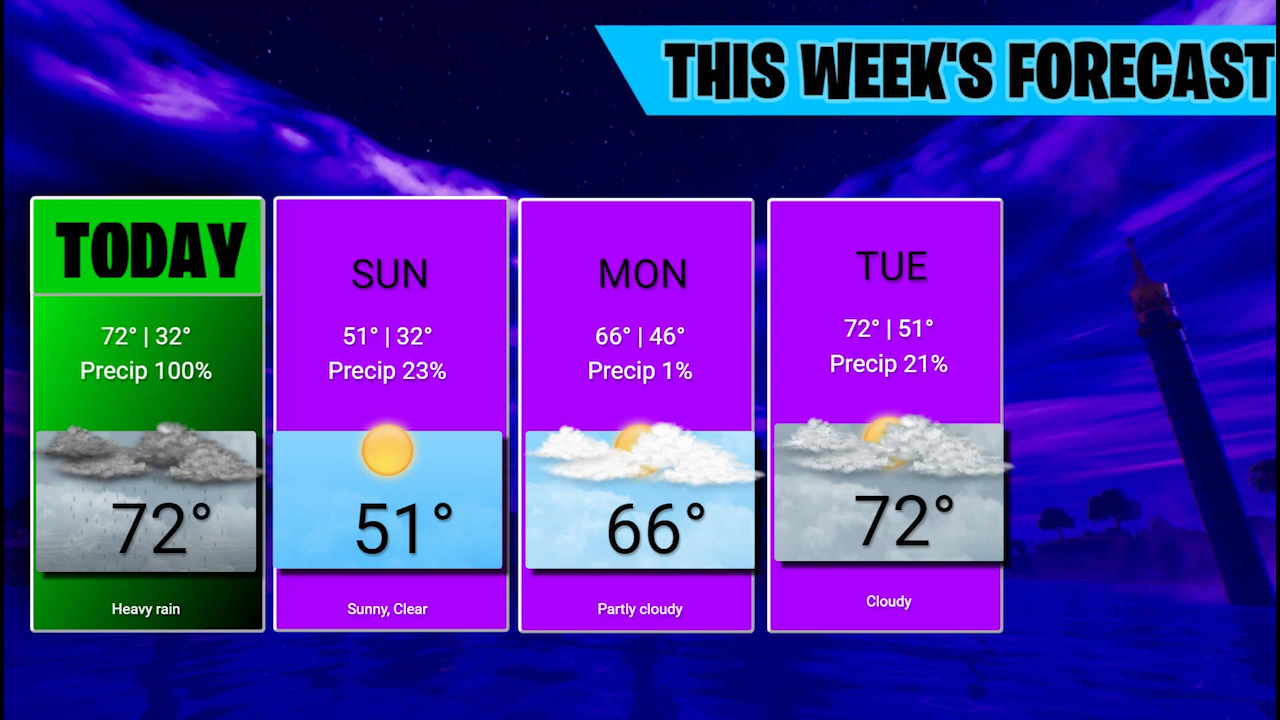 THIS WEEK'S FORECAST
TODAY
72° | 32°
Precip 100%
72°
Heavy rain
SUN
51° | 32°
Precip 23%
51°
Sunny, Clear
MON
66° | 46°
Precip 1%
66°
Partly cloudy
TUE
72° | 51°
Precip 21%
72°
Cloudy